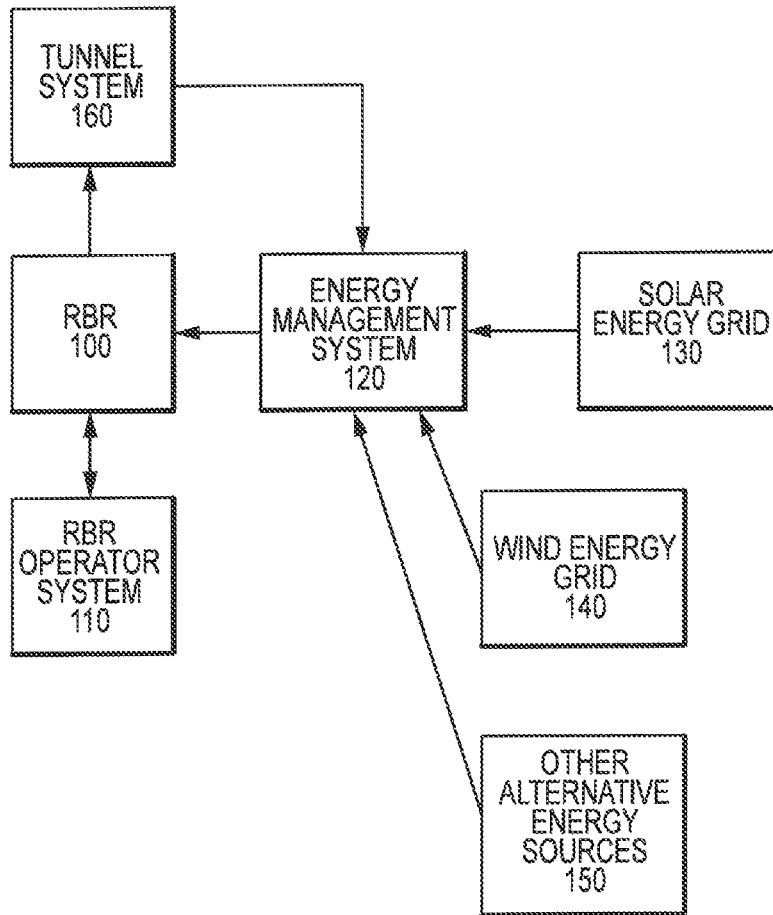 TUNNEL
SYSTEM
160
RBR
100
ENERGY
MANAGEMENT
SYSTEM
120
SOLAR
ENERGY GRID
130
RBR
OPERATOR
SYSTEM
110
WIND ENERGY
GRID
140
OTHER
ALTERNATIVE
ENERGY
SOURCES
150